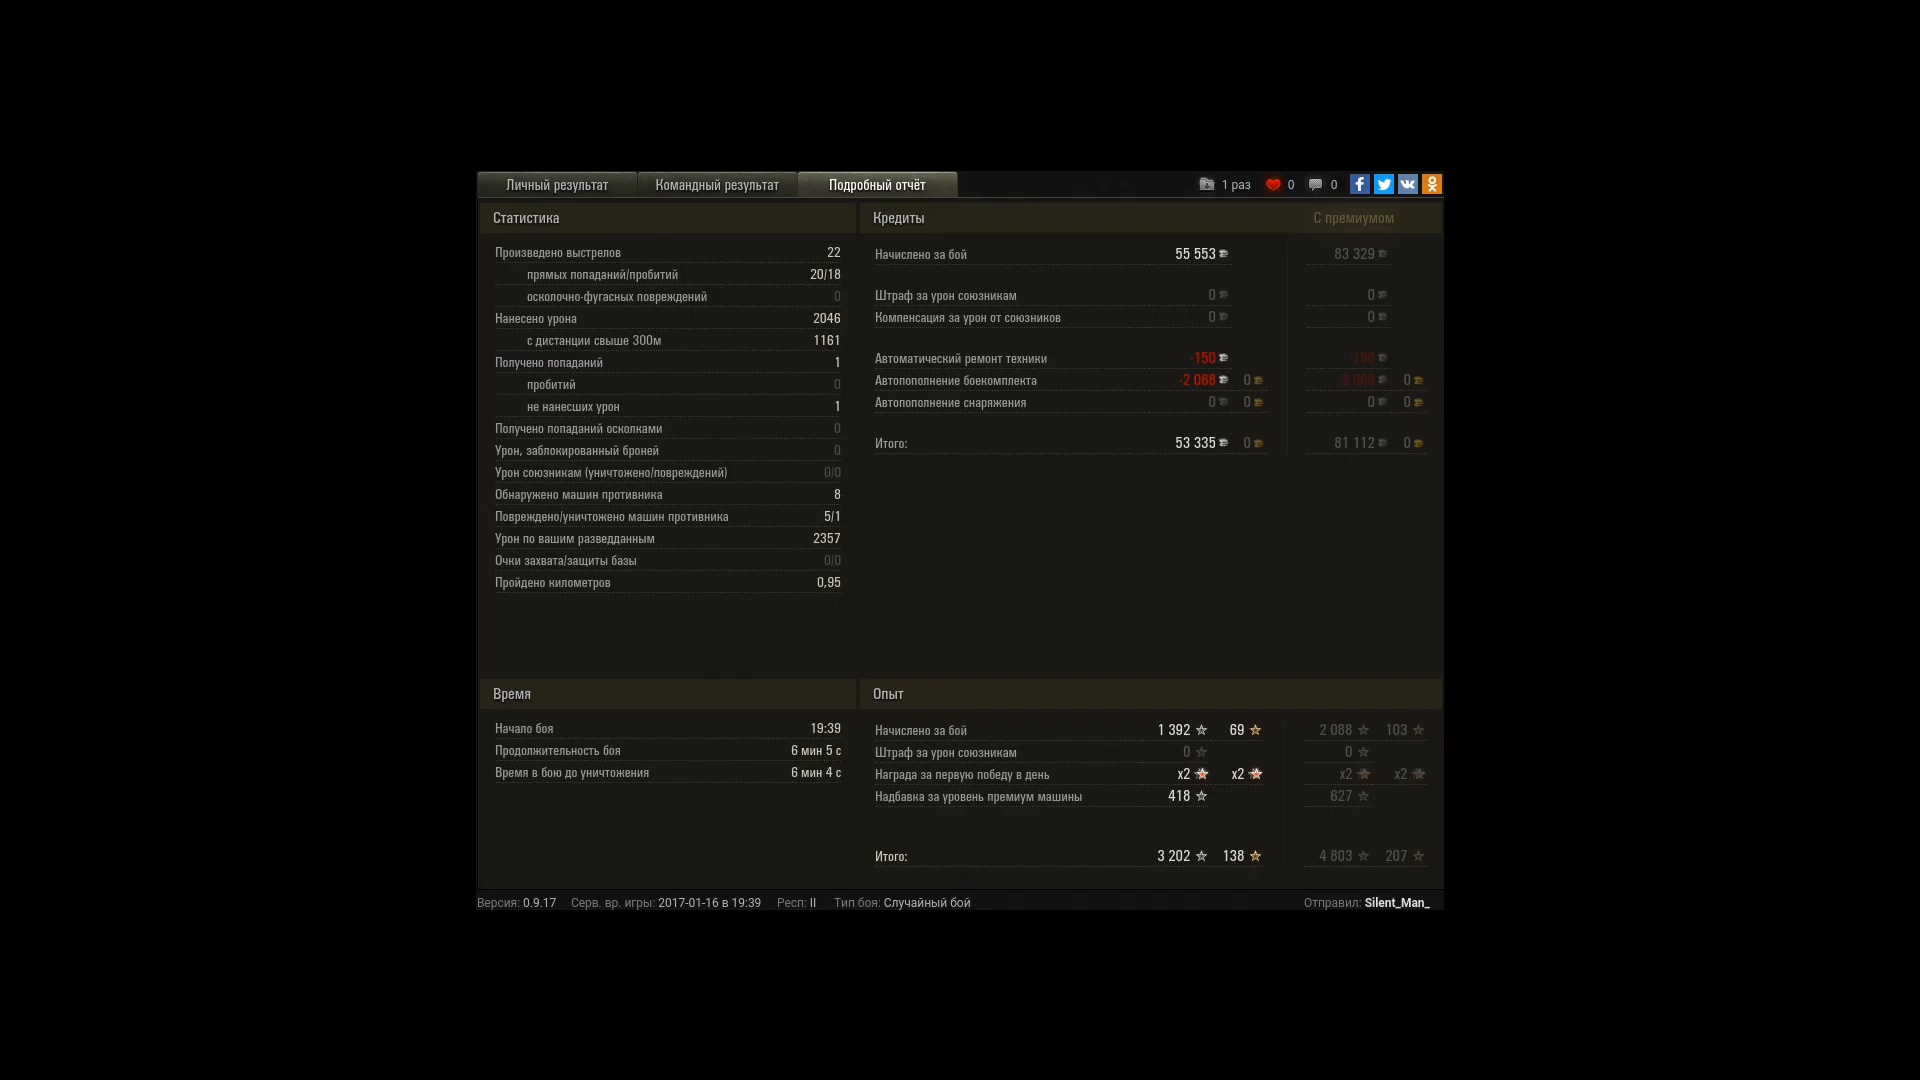 Личный результат Командный результат Подробный отчёт 1 раз 0 0
Статистика
Произведено выстрелов 22
прямых попаданий/пробитий 20/18
осколочно-фугасных повреждений 0
Нанесено урона 2046
с дистанции свыше 300м 1161
Получено попаданий 1
пробитий 0
не нанесших урон 1
Получено попаданий осколками 0
Урон, заблокированный броней 0
Урон союзникам (уничтожено/повреждений) 0/0
Обнаружено машин противника 8
Повреждено/уничтожено машин противника 5/1
Урон по вашим разведданным 2357
Очки захвата/защиты базы 0/0
Пройдено километров 0,95
Кредиты С премиумом
Начислено за бой 55 553 83 329
Штраф за урон союзникам 0 0
Компенсация за урон от союзников 0 0
Автоматический ремонт техники -150 -150
Автопополнение боекомплекта -2 068 0 -2 068 0
Автопополнение снаряжения 0 0 0 0
Итого: 53 335 0 81 112 0
Время
Начало боя 19:39
Продолжительность боя 6 мин 5 с
Время в бою до уничтожения 6 мин 4 с
Опыт
Начислено за бой 1 392 69 2 088 103
Штраф за урон союзникам 0 0
Награда за первую победу в день x2 x2 x2 x2
Надбавка за уровень премиум машины 418 627
Итого: 3 202 138 4 803 207
Версия: 0.9.17 Серв. вр. игры: 2017-01-16 в 19:39 Респ: II Тип боя: Случайный бой Отправил: Silent_Man_